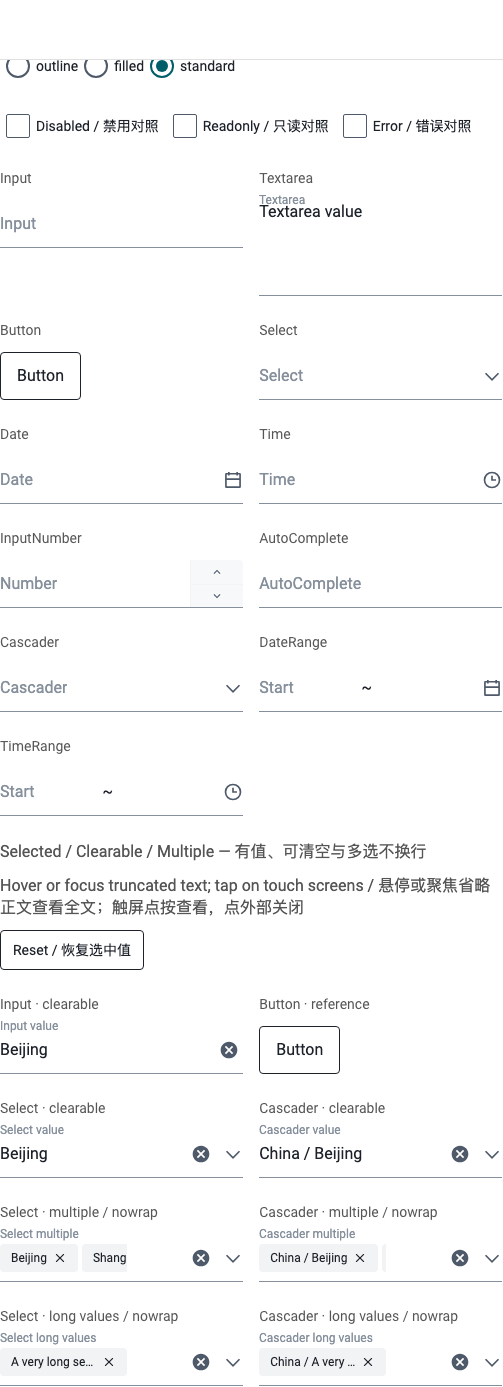 outline filled standard
Disabled / 禁用对照 Readonly / 只读对照 Error / 错误对照
Input Textarea
Textarea
Input Textarea value
Button Select
Button Select
Date Time
Date Time
InputNumber AutoComplete
Number AutoComplete
Cascader DateRange
Cascader Start ~
TimeRange
Start ~
Selected / Clearable / Multiple — 有值、可清空与多选不换行
Hover or focus truncated text; tap on touch screens / 悬停或聚焦省略
正文查看全文；触屏点按查看，点外部关闭
Reset / 恢复选中值
Input · clearable Button · reference
Input value
Beijing Button
Select · clearable Cascader · clearable
Select value Cascader value
Beijing China / Beijing
Select · multiple / nowrap Cascader · multiple / nowrap
Select multiple Cascader multiple
Beijing Shang China / Beijing
Select · long values / nowrap Cascader · long values / nowrap
Select long values Cascader long values
A very long se... China / A very ...